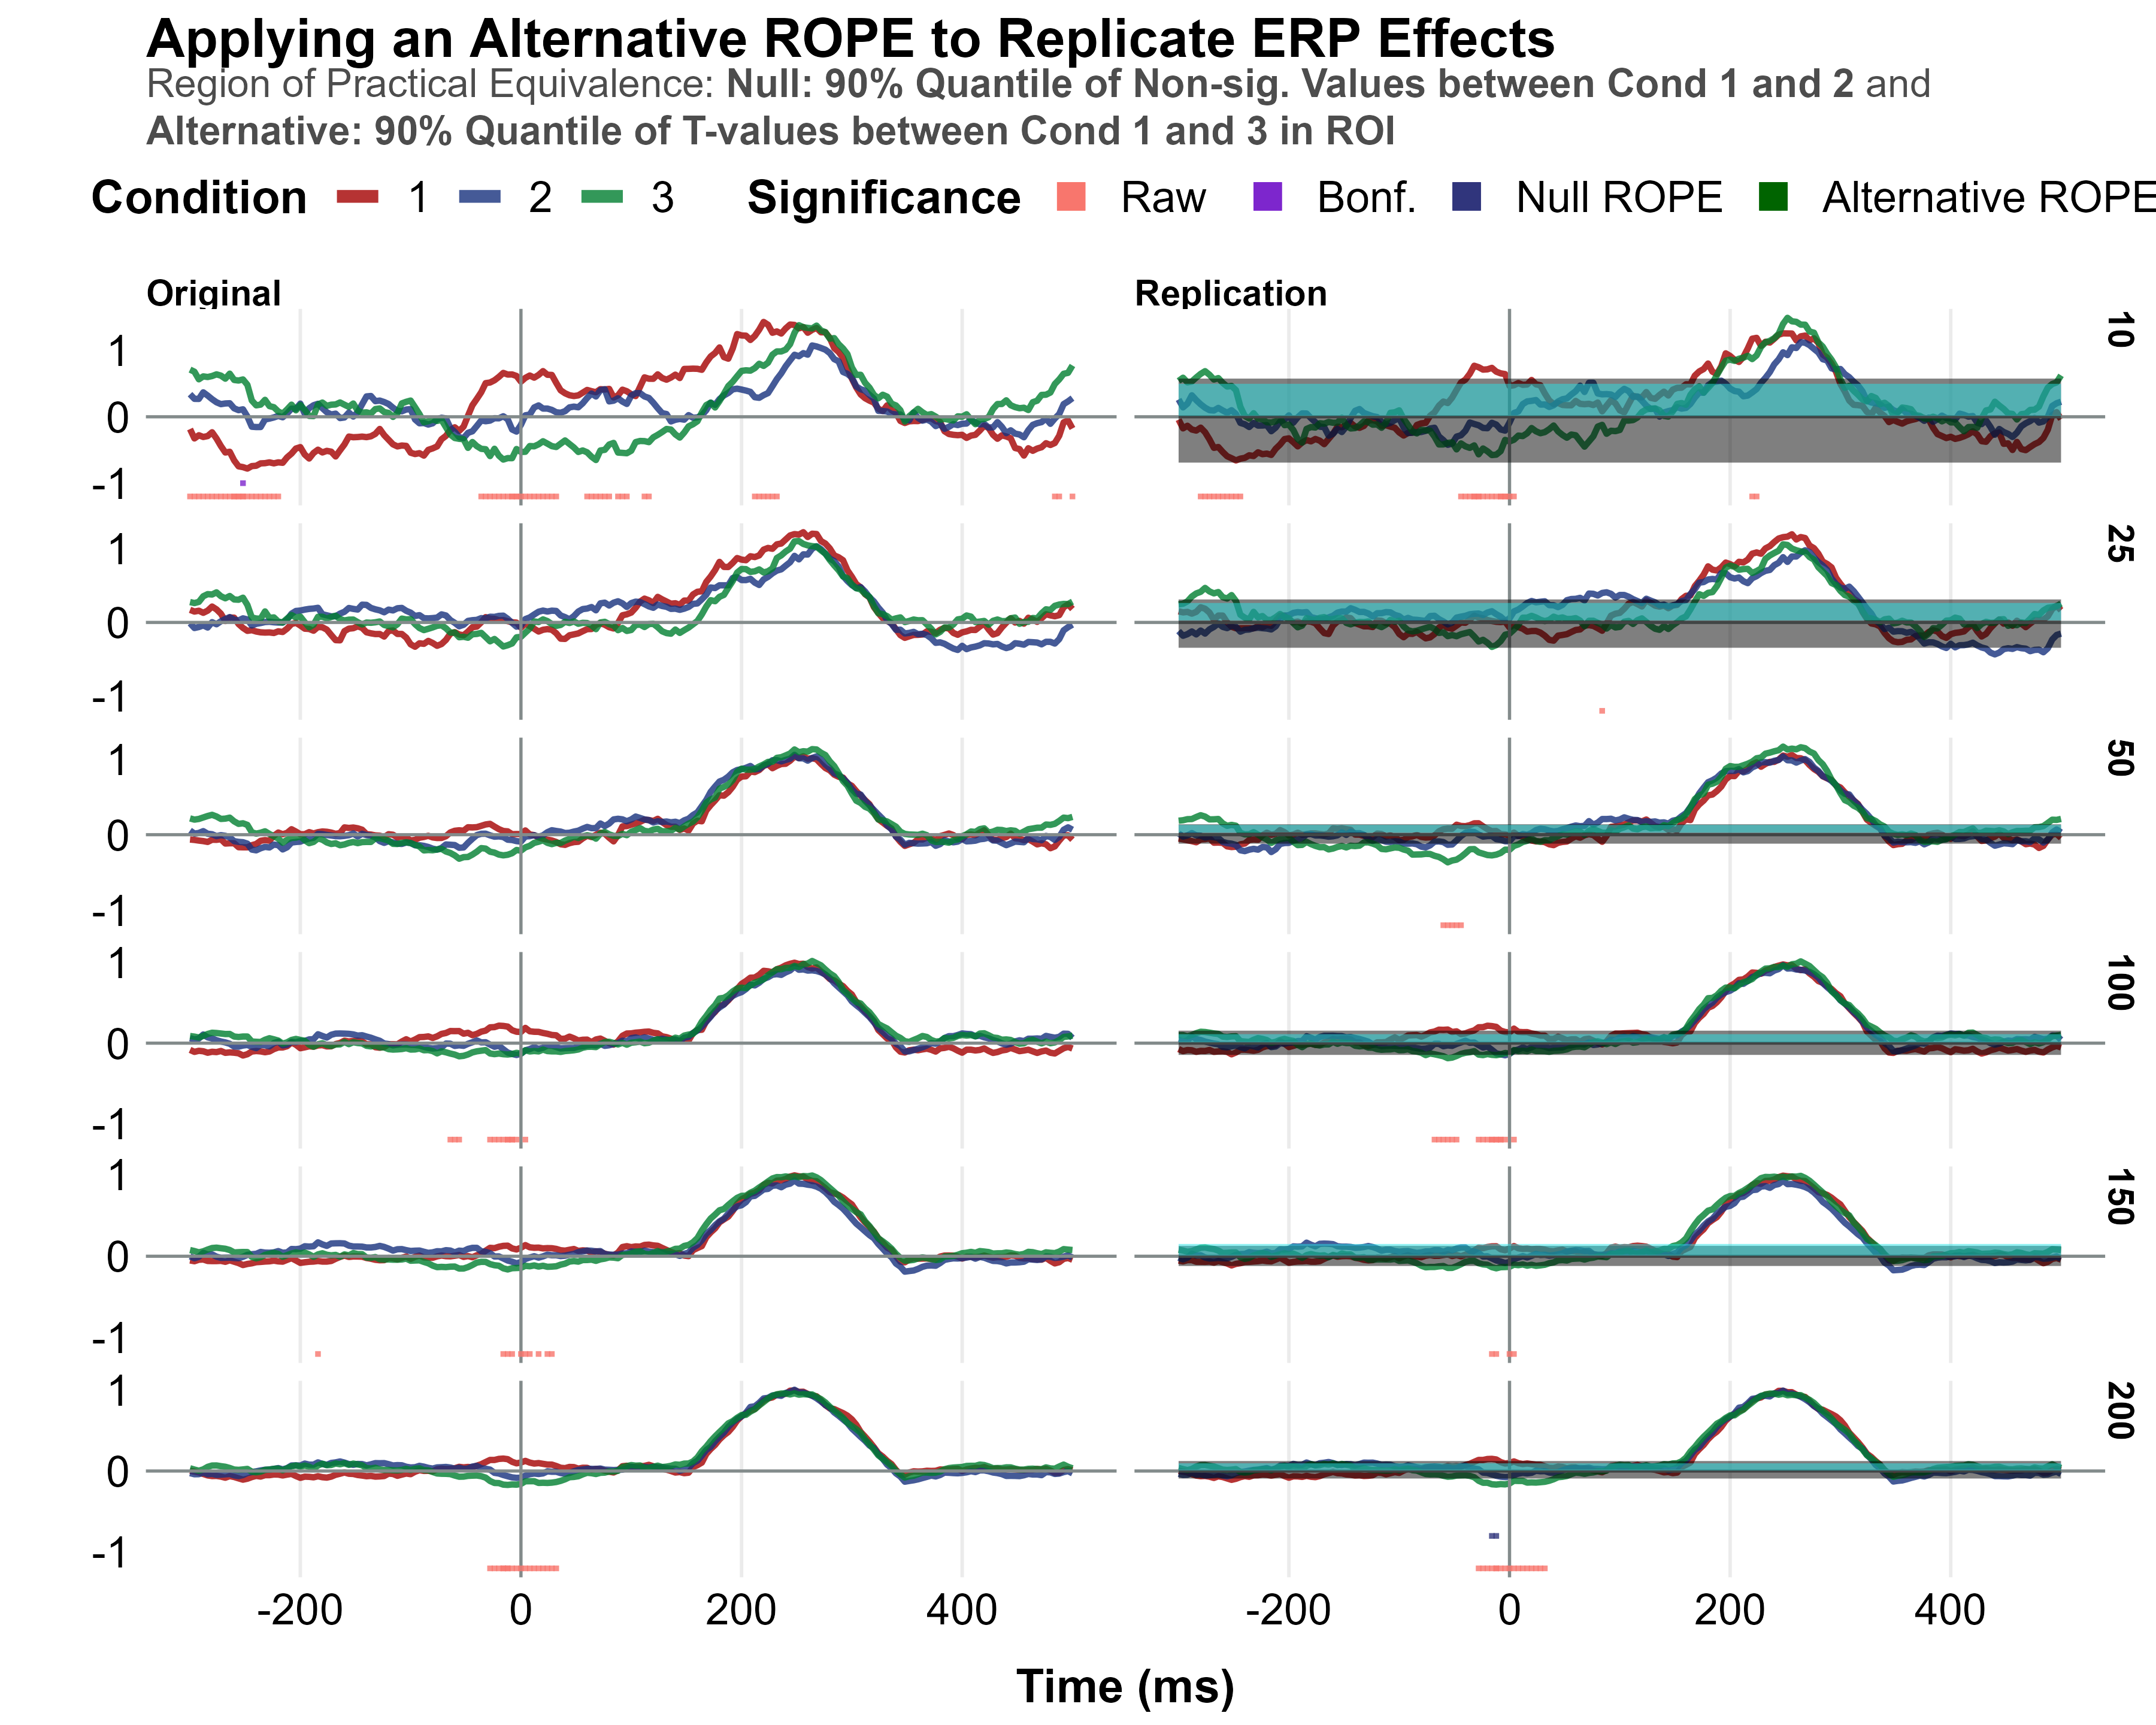 Applying an Alternative ROPE to Replicate ERP Effects
Region of Practical Equivalence: Null: 90% Quantile of Non-sig. Values between Cond 1 and 2 and
Alternative: 90% Quantile of T-values between Cond 1 and 3 in ROI
Condition 1 2 3 Significance Raw Bonf. Null ROPE Alternative ROPE
Original Replication
1 0 -1 10
1 0 -1 25
1 0 -1 50
1 0 -1 100
1 0 -1 150
1 0 -1 200
-200 0 200 400 -200 0 200 400
Time (ms)